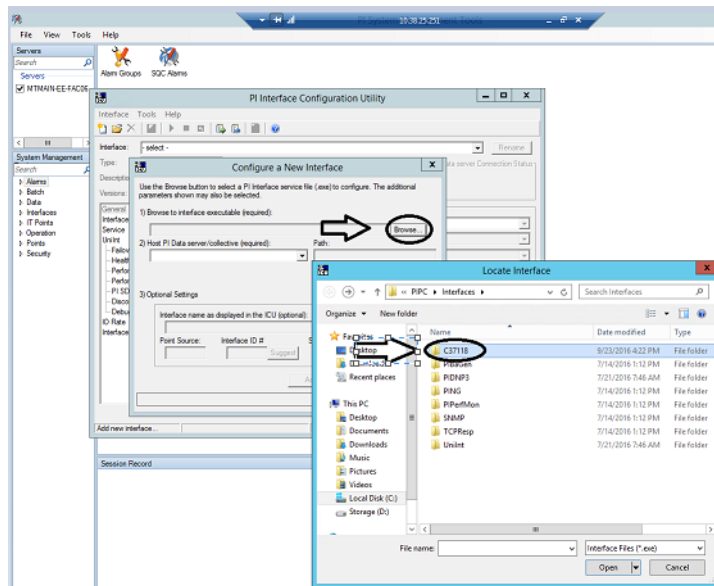 10.38.25.251
File View Tools Help
Servers
Search
Servers
MTMAIN-EE-FAC06
Alarm Groups SQC Alarms
System Management
Search
Alarms
Batch
Data
Interfaces
IT Points
Operation
Points
Security
PI Interface Configuration Utility
Interface Tools Help
Interface: - select - Rename
Type:
Versions:
General
Interface
Service
UniInt
IO Rate
Interface
Add new interface...
Session Record
Configure a New Interface
Use the Browse button to select a PI Interface service file (.exe) to configure. The additional
parameters shown may also be selected.
1) Browse to interface executable (required):
Browse...
2) Host PI Data server/collective (required): Path:
3) Optional Settings
Interface name as displayed in the ICU (optional):
Point Source: Interface ID #
Suggest
Locate Interface
PIPC Interfaces Search Interfaces
Organize New folder
Name Date modified Type
Recent places
This PC
Desktop
Documents
Downloads
Music
Pictures
Videos
Local Disk (C:)
Storage (D:)
C37118 9/23/2016 4:22 PM File folder
7/14/2016 1:12 PM File folder
PIDNP3 7/21/2016 7:46 AM File folder
PING 7/14/2016 1:12 PM File folder
PIPerfMon 7/14/2016 1:12 PM File folder
SNMP 7/14/2016 1:12 PM File folder
TCPResp 7/14/2016 1:12 PM File folder
UniInt 7/21/2016 7:46 AM File folder
File name: Interface Files (*.exe)
Open Cancel